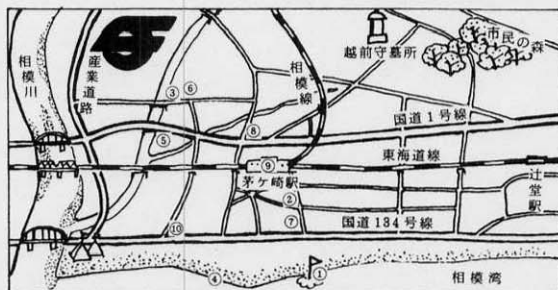 市民の森
越前守墓所
相模川
産業道路
相模線
③
⑥
国道1号線
⑤
⑧
東海道線
⑨
茅ケ崎駅
辻堂駅
②
⑦
国道134号線
⑩
①
④
相模湾